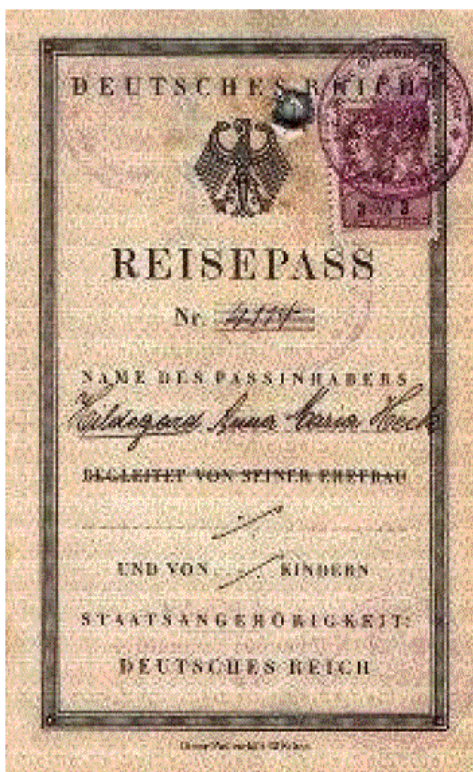 DEUTSCHES REICH
REISEPASS
Nr.
NAME DES PASSINHABERS
Hildegard Anna Maria Heck
BEGLEITET VON SEINER EHEFRAU
UND VON KINDERN
STAATSANGEHÖRIGKEIT:
DEUTSCHES REICH